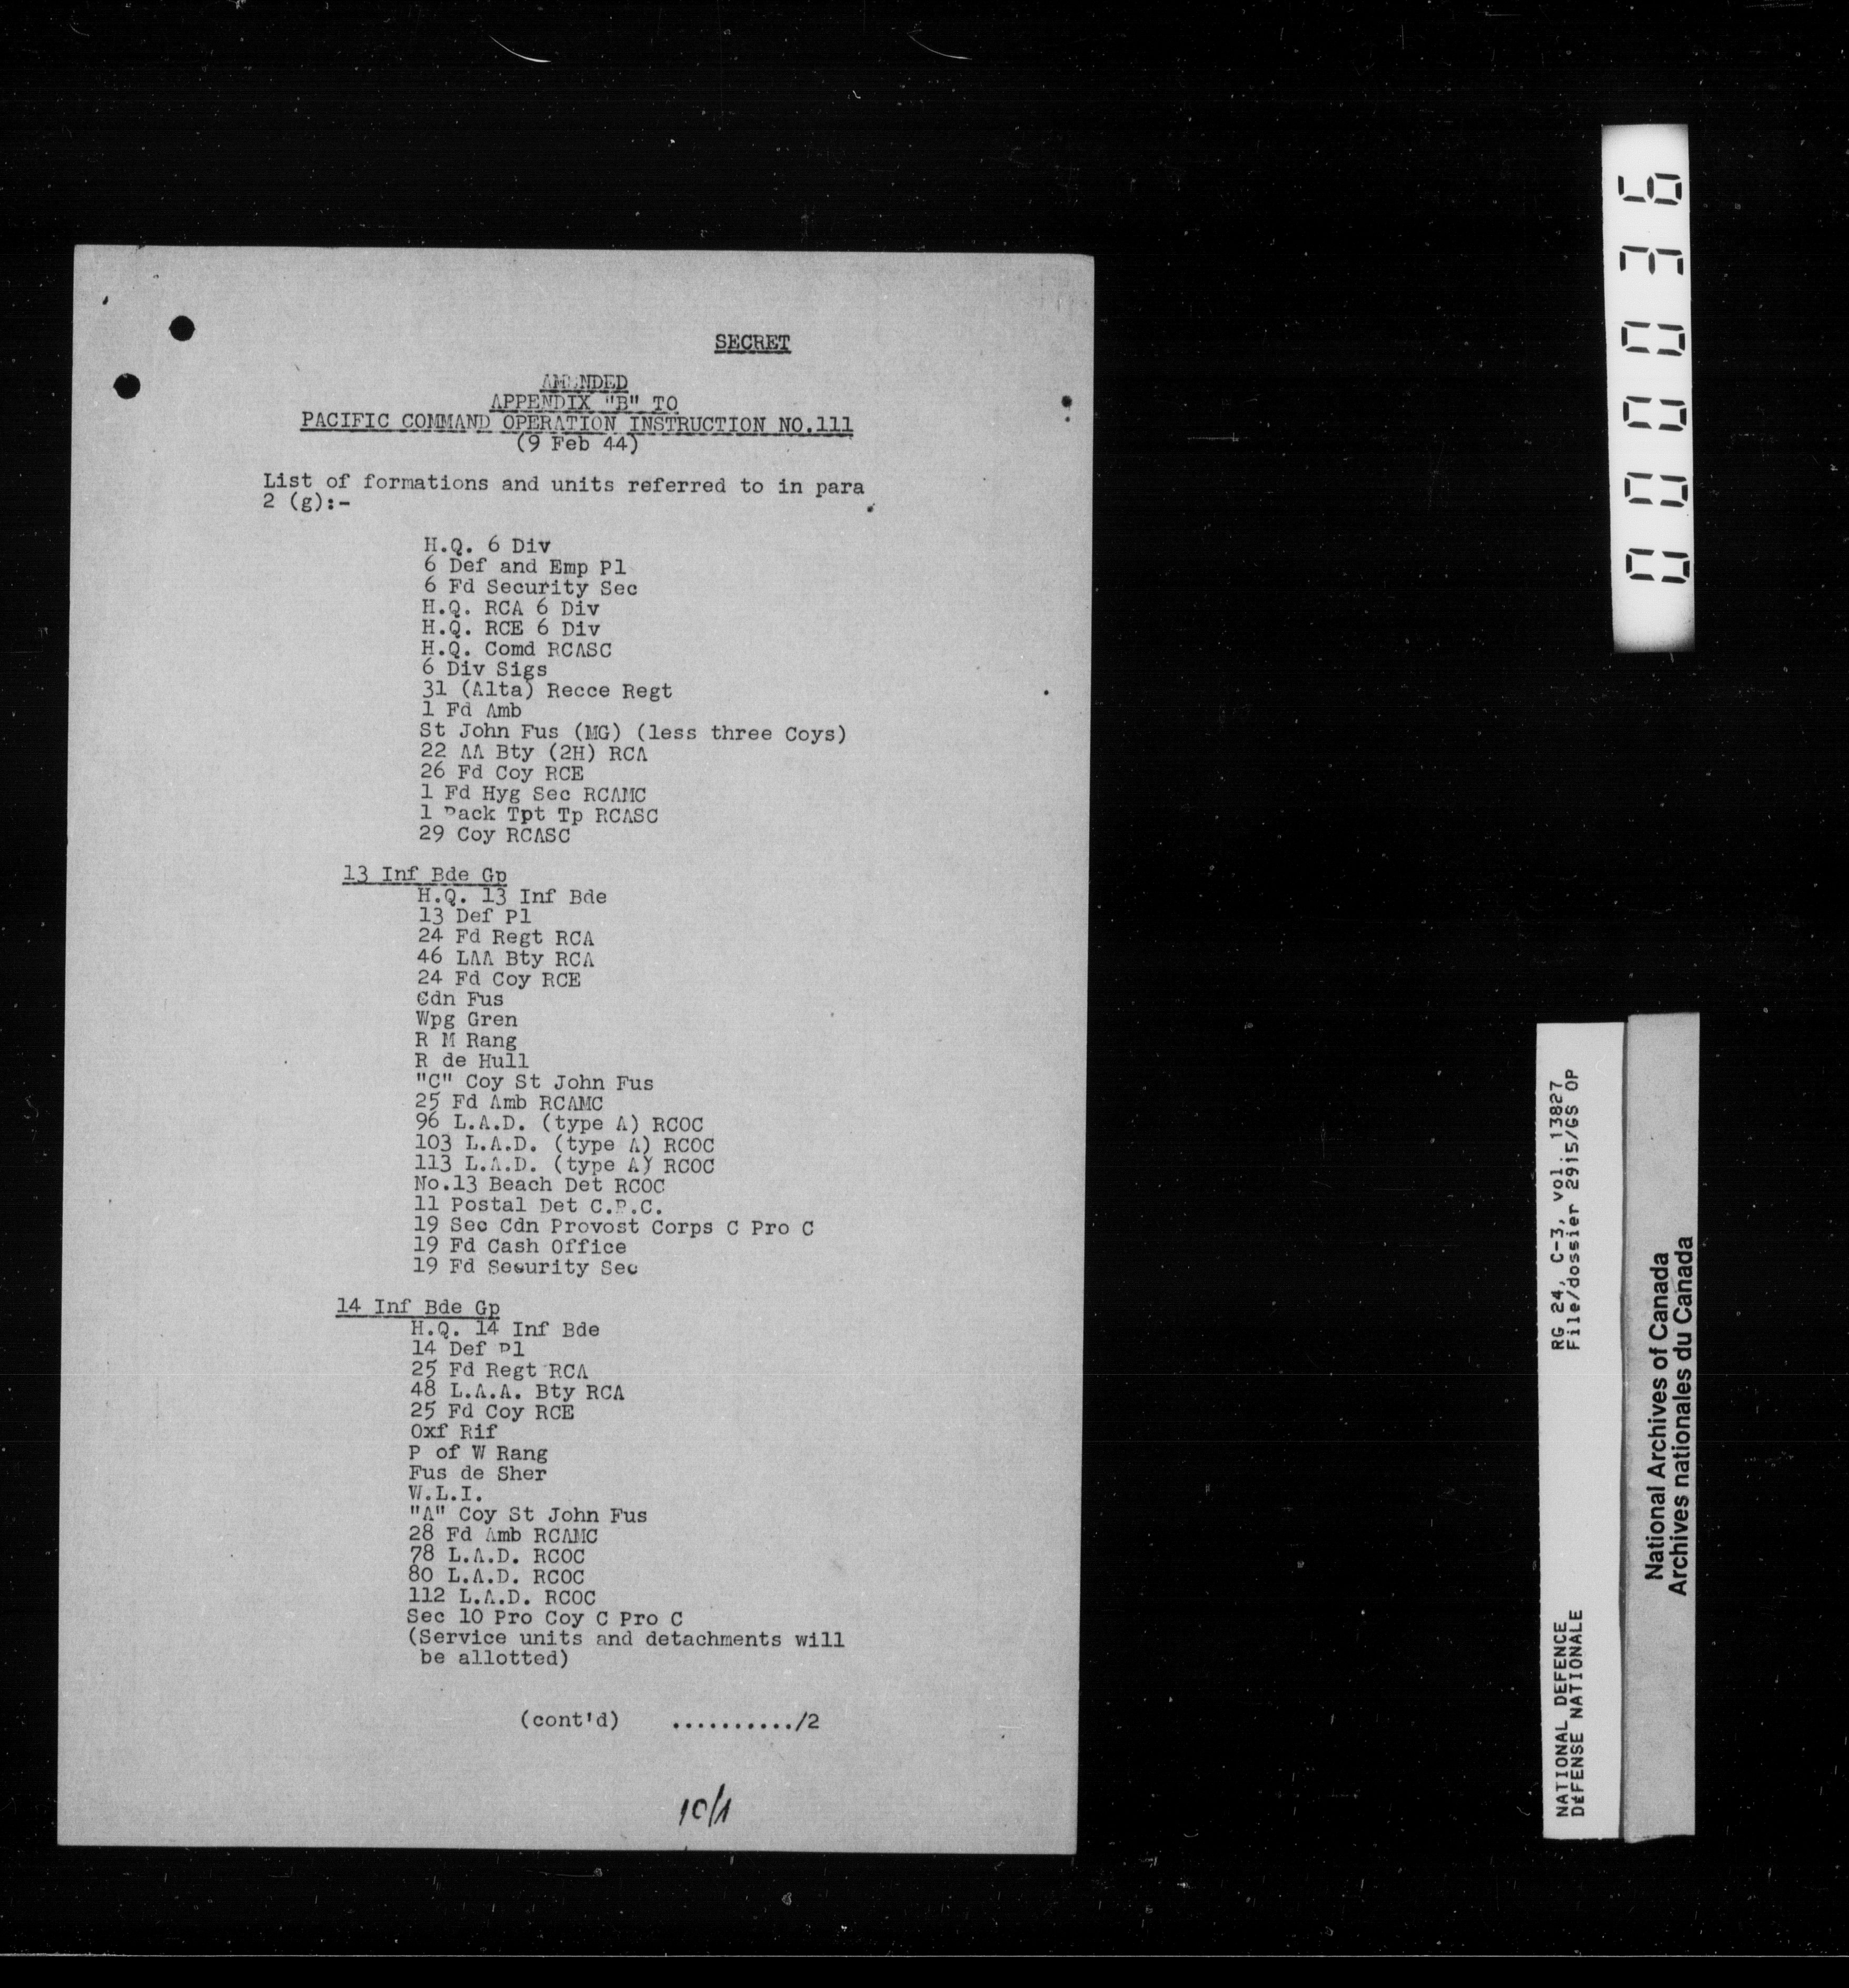 SECRET
AMENDED
APPENDIX "B" TO
PACIFIC COMMAND OPERATION INSTRUCTION NO.111
(9 Feb 44)
List of formations and units referred to in para
2 (g):-
H.Q. 6 Div
6 Def and Emp Pl
6 Fd Security Sec
H.Q. RCA 6 Div
H.Q. RCE 6 Div
H.Q. Comd RCASC
6 Div Sigs
31 (Alta) Recce Regt
1 Fd Amb
St John Fus (MG) (less three Coys)
22 AA Bty (2H) RCA
26 Fd Coy RCE
1 Fd Hyg Sec RCAMC
1 Pack Tpt Tp RCASC
29 Coy RCASC
13 Inf Bde Gp
H.Q. 13 Inf Bde
13 Def Pl
24 Fd Regt RCA
46 LAA Bty RCA
24 Fd Coy RCE
Cdn Fus
Wpg Gren
R M Rang
R de Hull
"C" Coy St John Fus
25 Fd Amb RCAMC
96 L.A.D. (type A) RCOC
103 L.A.D. (type A) RCOC
113 L.A.D. (type A) RCOC
No.13 Beach Det RCOC
11 Postal Det C.P.C.
19 Sec Cdn Provost Corps C Pro C
19 Fd Cash Office
19 Fd Security Sec
14 Inf Bde Gp
H.Q. 14 Inf Bde
14 Def Pl
25 Fd Regt RCA
48 L.A.A. Bty RCA
25 Fd Coy RCE
Oxf Rif
P of W Rang
Fus de Sher
W.L.I.
"A" Coy St John Fus
28 Fd Amb RCAMC
78 L.A.D. RCOC
80 L.A.D. RCOC
112 L.A.D. RCOC
Sec 10 Pro Coy C Pro C
(Service units and detachments will
be allotted)
(cont'd) ........../2
000036
NATIONAL DEFENCE RG 24, C-3, vol. 13827
DÉFENSE NATIONALE File/dossier 2915/GS OP
National Archives of Canada
Archives nationales du Canada